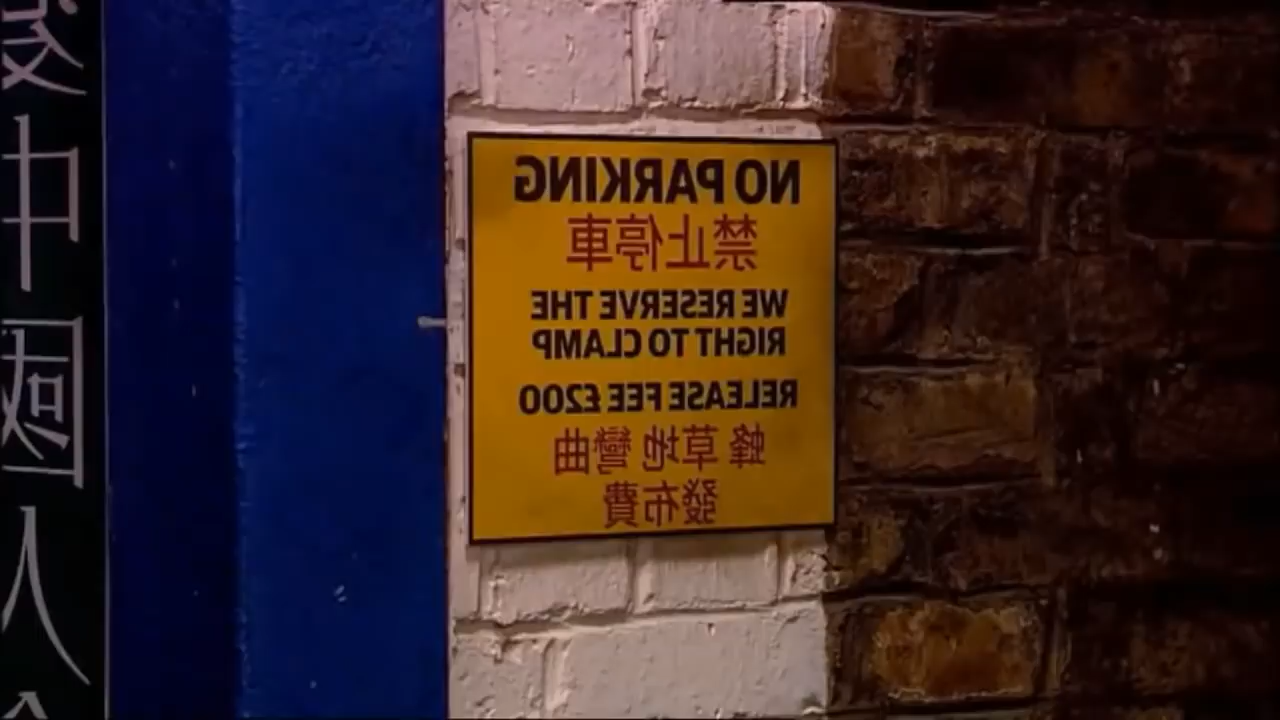 NO PARKING
禁止停車
WE RESERVE THE
RIGHT TO CLAMP
RELEASE FEE £200
蜂草地彎曲
發布費
中國人